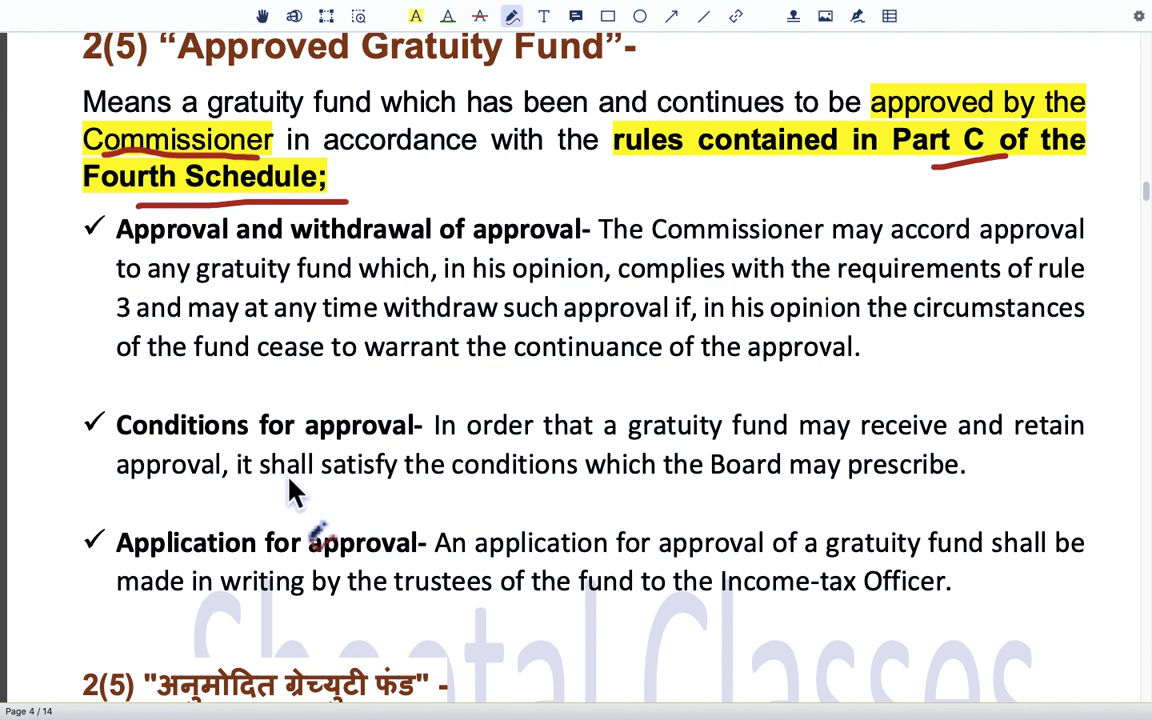 2(5) “Approved Gratuity Fund”-
Means a gratuity fund which has been and continues to be approved by the
Commissioner in accordance with the rules contained in Part C of the
Fourth Schedule;
✓ Approval and withdrawal of approval- The Commissioner may accord approval
to any gratuity fund which, in his opinion, complies with the requirements of rule
3 and may at any time withdraw such approval if, in his opinion the circumstances
of the fund cease to warrant the continuance of the approval.
✓ Conditions for approval- In order that a gratuity fund may receive and retain
approval, it shall satisfy the conditions which the Board may prescribe.
✓ Application for approval- An application for approval of a gratuity fund shall be
made in writing by the trustees of the fund to the Income-tax Officer.
Sheetal Classes
2(5) "अनुमोदित ग्रेच्युटी फंड" -
Page 4 / 14